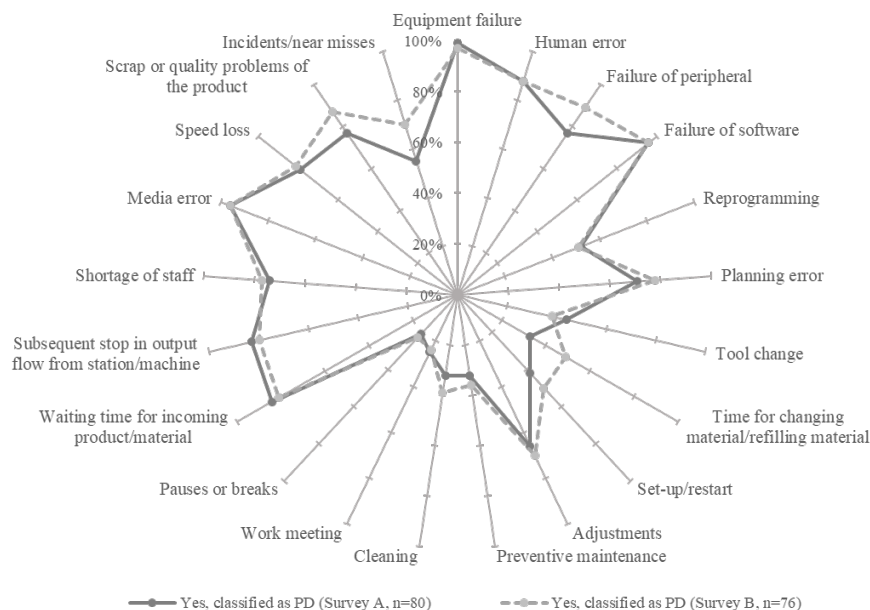 Equipment failure
Human error
Failure of peripheral
Failure of software
Reprogramming
Planning error
Tool change
Time for changing
material/refilling material
Set-up/restart
Adjustments
Preventive maintenance
Cleaning
Work meeting
Pauses or breaks
Waiting time for incoming
product/material
Subsequent stop in output
flow from station/machine
Shortage of staff
Media error
Speed loss
Scrap or quality problems of
the product
Incidents/near misses
100%
80%
60%
40%
20%
0%
Yes, classified as PD (Survey A, n=80)
Yes, classified as PD (Survey B, n=76)